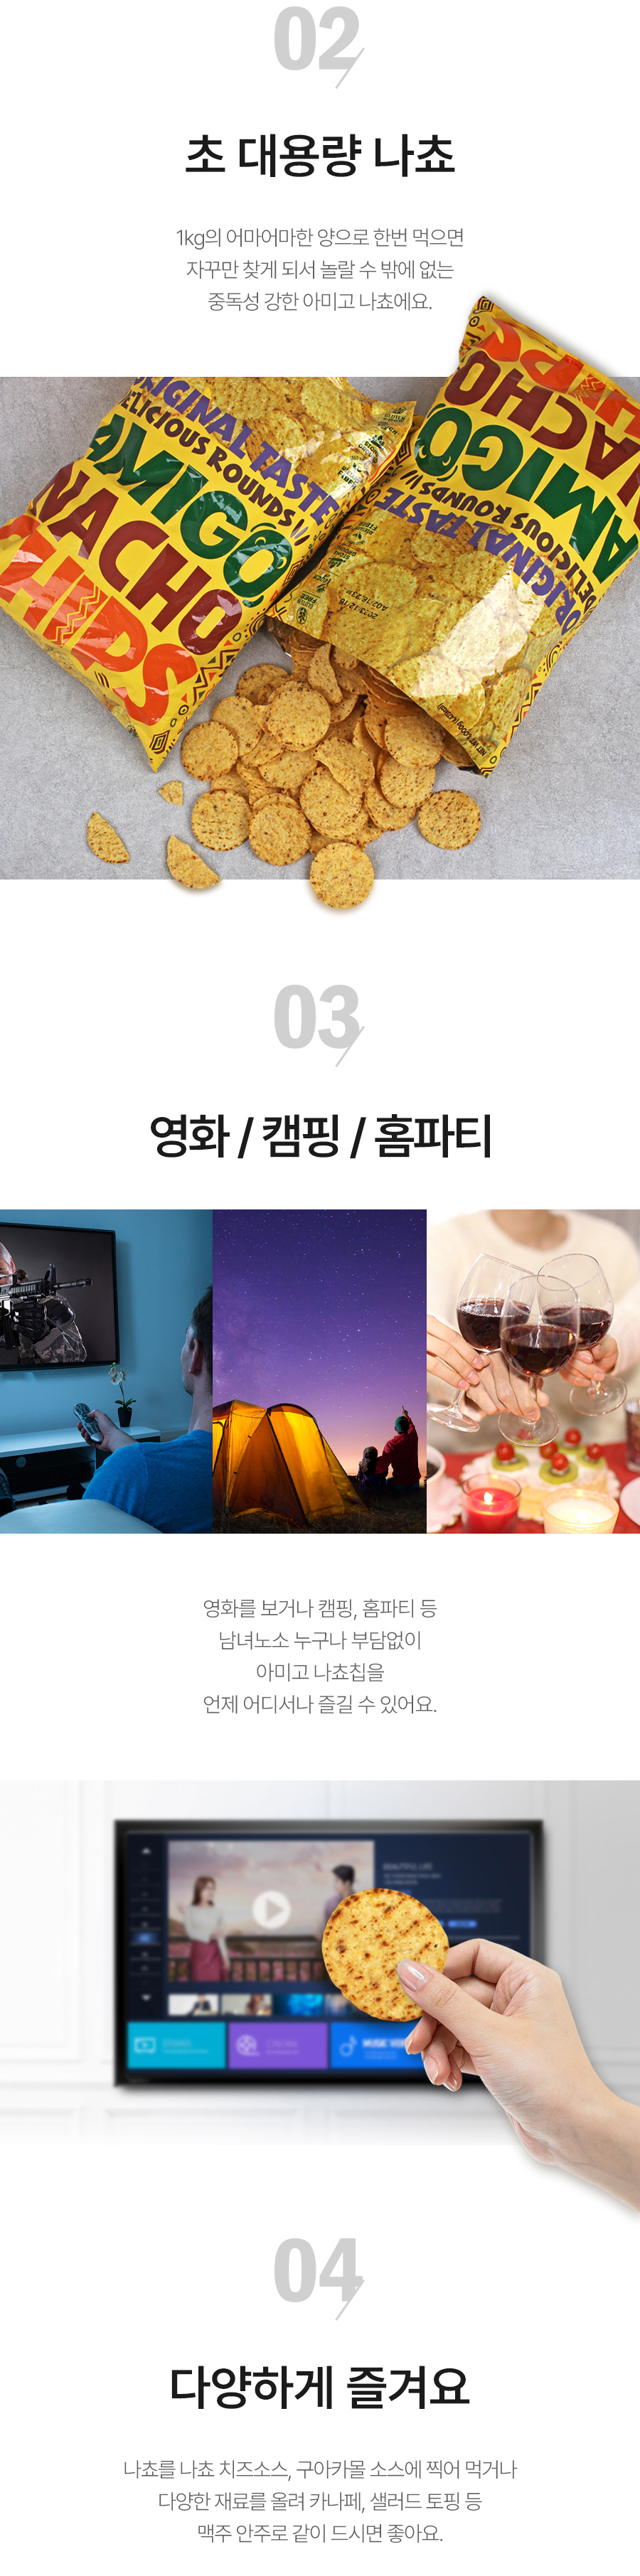 02
초 대용량 나쵸
1kg의 어마어마한 양으로 한번 먹으면
자꾸만 찾게 되서 놀랄 수 밖에 없는
중독성 강한 아미고 나쵸에요.
ORIGINAL TASTE
DELICIOUS ROUNDS
AMIGO
NACHO
CHIPS
CHIPS
NACHO
AMIGO
DELICIOUS ROUNDS
ORIGINAL TASTE
03
영화 / 캠핑 / 홈파티
영화를 보거나 캠핑, 홈파티 등
남녀노소 누구나 부담없이
아미고 나쵸칩을
언제 어디서나 즐길 수 있어요.
BEAUTIFUL LIFE
CINEMA
04
다양하게 즐겨요
나쵸를 나쵸 치즈소스, 구아카몰 소스에 찍어 먹거나
다양한 재료를 올려 카나페, 샐러드 토핑 등
맥주 안주로 같이 드시면 좋아요.